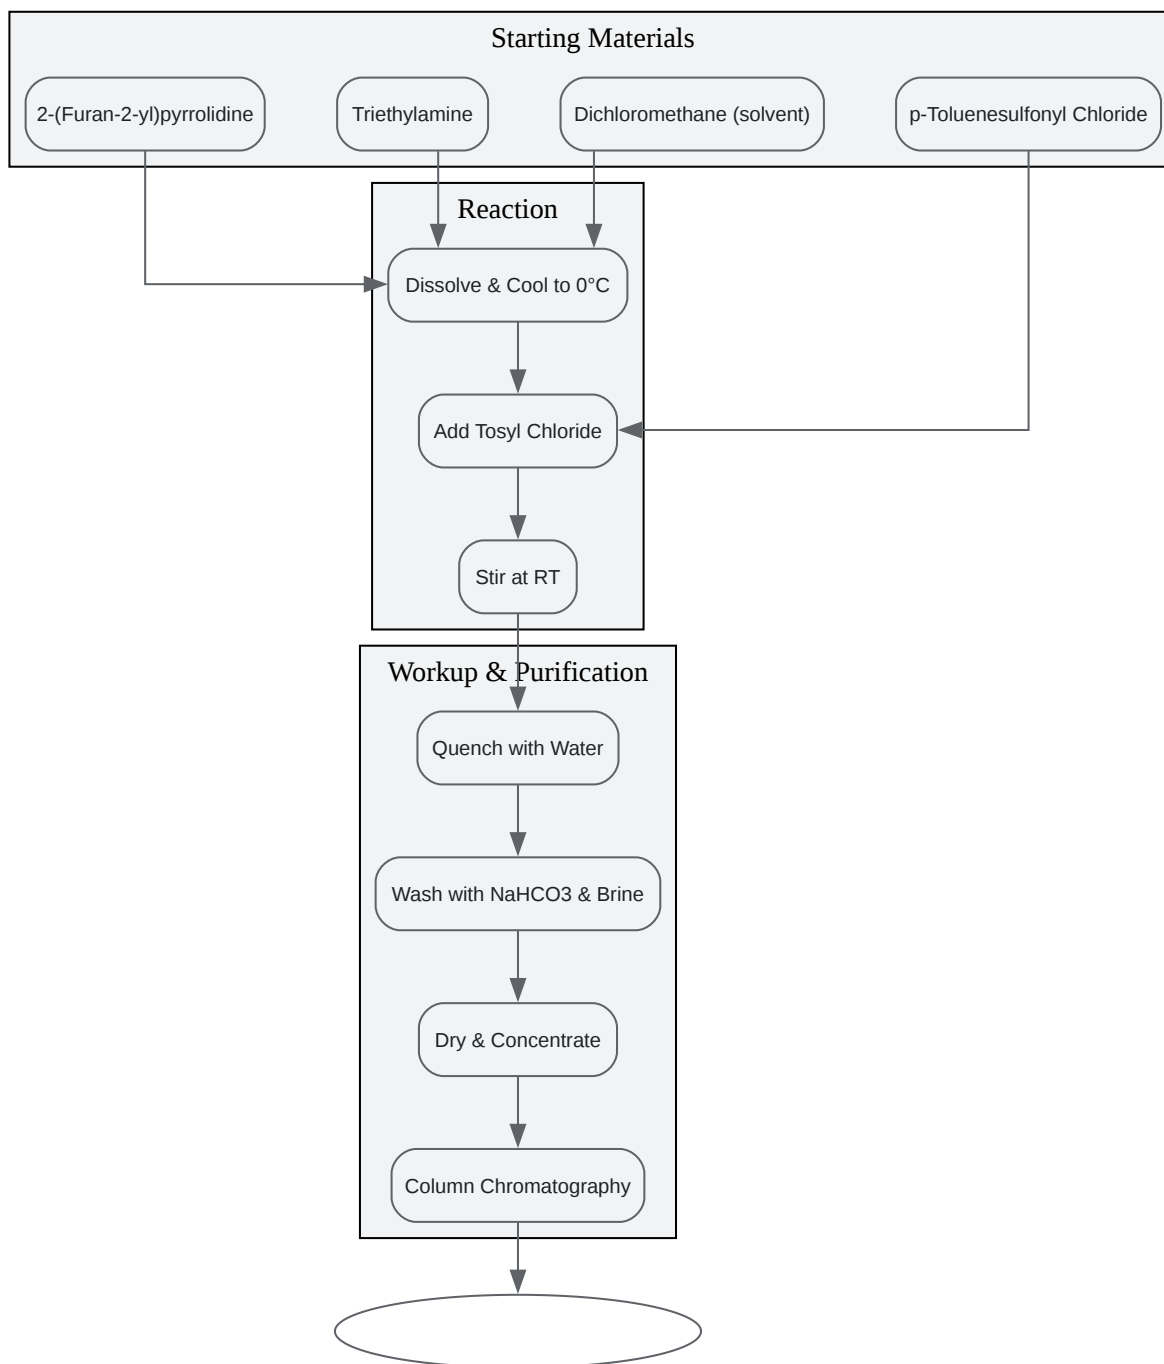 Starting Materials
2-(Furan-2-yl)pyrrolidine
Triethylamine
Dichloromethane (solvent)
p-Toluenesulfonyl Chloride
Reaction
Dissolve & Cool to 0°C
Add Tosyl Chloride
Stir at RT
Workup & Purification
Quench with Water
Wash with NaHCO3 & Brine
Dry & Concentrate
Column Chromatography